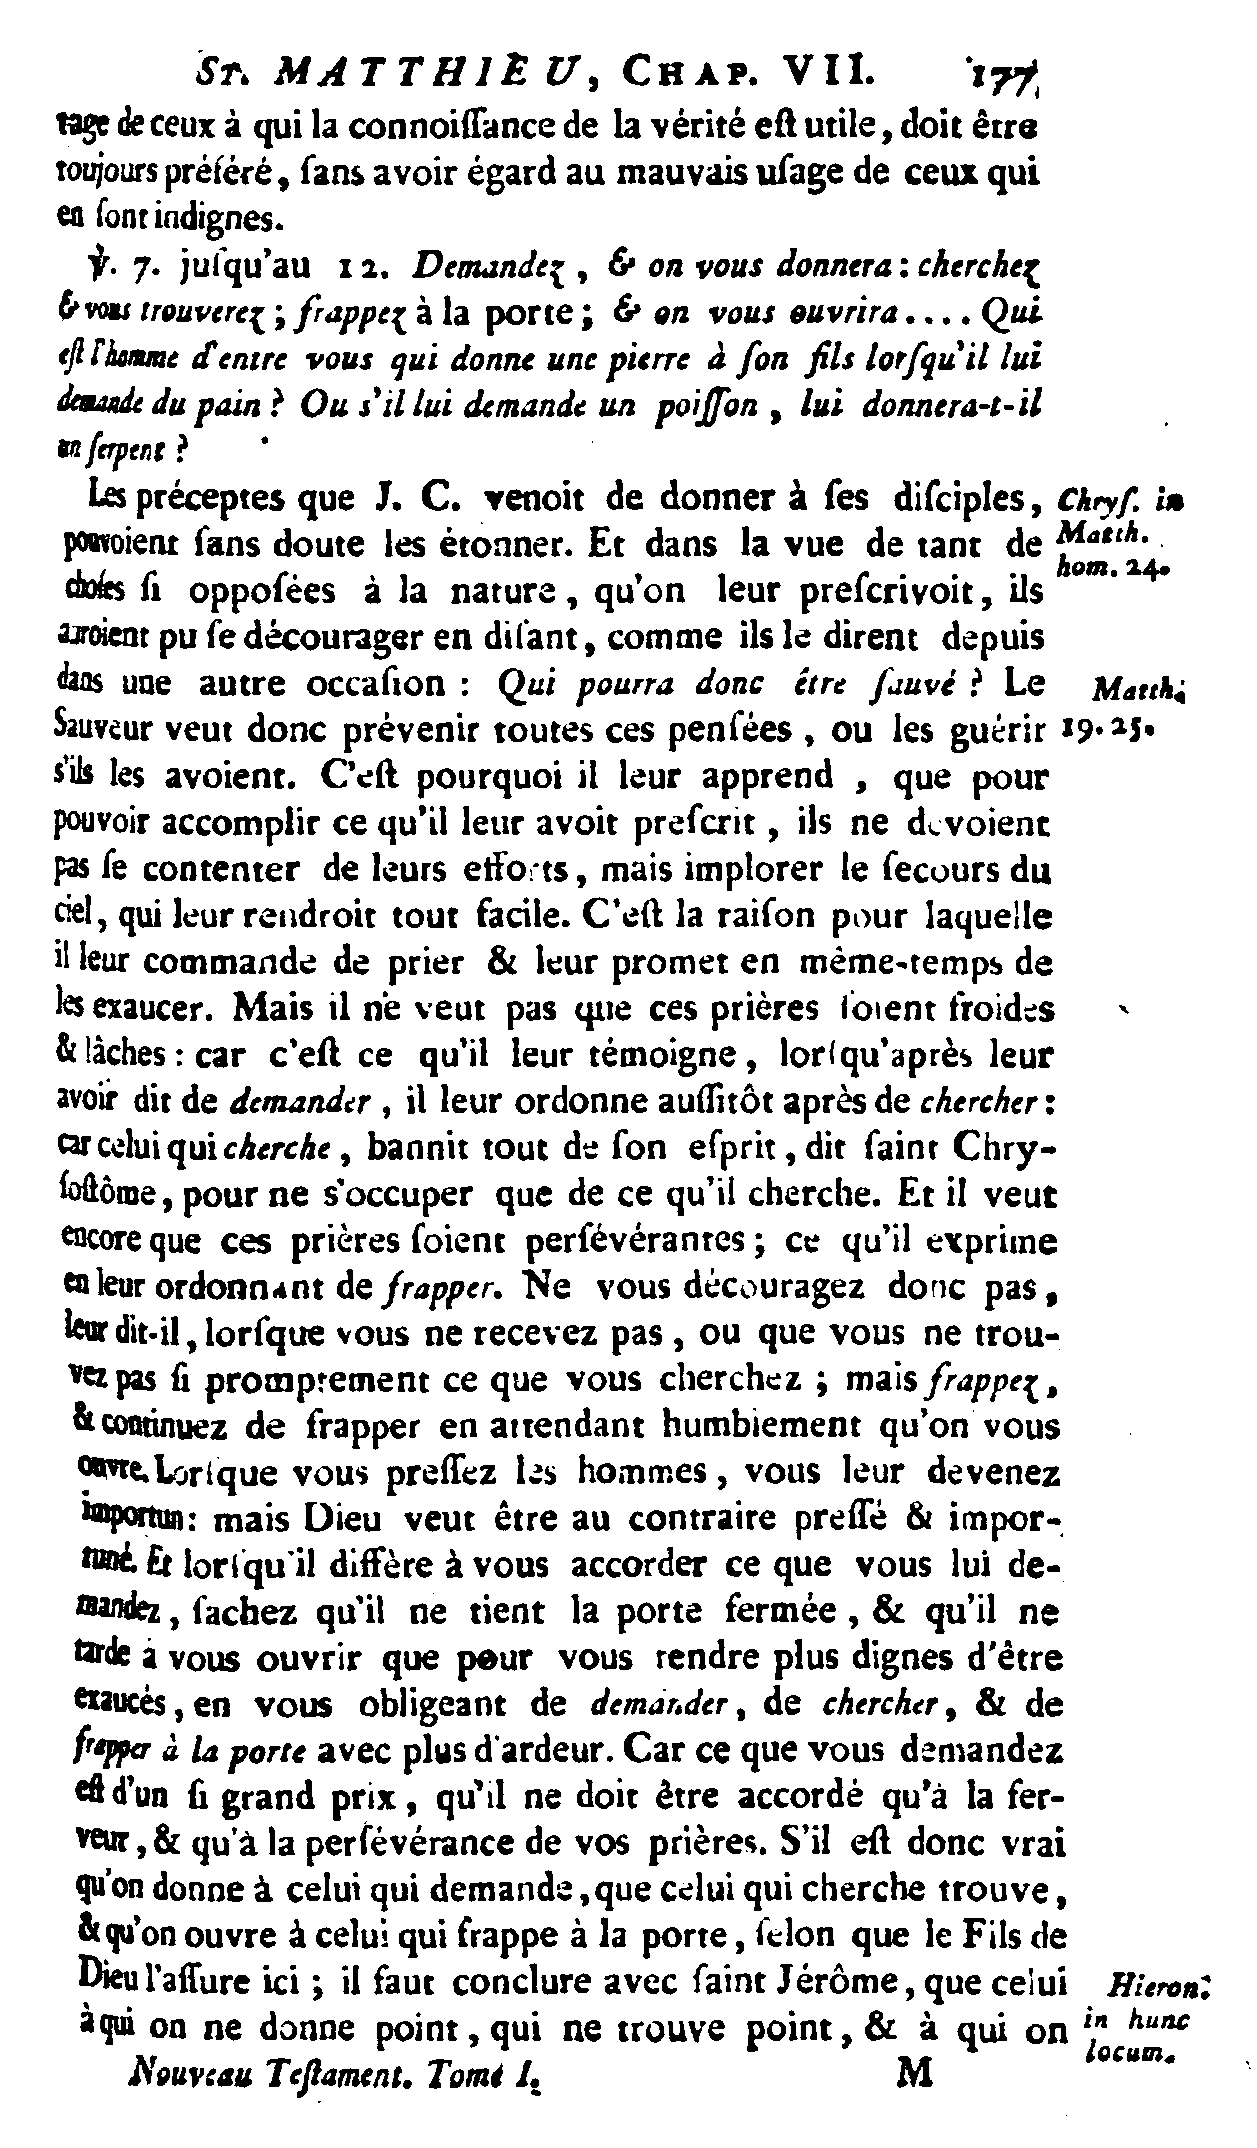 ST. MATTHIEU, CHAP. VII. 177
tage de ceux à qui la connoiſſance de la vérité eſt utile, doit être
toujours préféré, ſans avoir égard au mauvais uſage de ceux qui
en ſont indignes.
℣. 7. juſqu'au 12. Demandez, & on vous donnera : cherchez
& vous trouverez ; frappez à la porte ; & on vous ouvrira.... Qui
eſt l'homme d'entre vous qui donne une pierre à ſon fils lorſqu'il lui
demande du pain ? Ou s'il lui demande un poiſſon, lui donnera-t-il
un ſerpent ?
Les préceptes que J. C. venoit de donner à ſes diſciples, Chryſ. in
pouvoient ſans doute les étonner. Et dans la vue de tant de Matth.
choſes ſi oppoſées à la nature, qu'on leur preſcrivoit, ils hom. 24.
auroient pu ſe décourager en diſant, comme ils le dirent depuis
dans une autre occaſion : Qui pourra donc être ſauvé ? Le Matth.
Sauveur veut donc prévenir toutes ces penſées, ou les guérir 19. 25.
s'ils les avoient. C'eſt pourquoi il leur apprend, que pour
pouvoir accomplir ce qu'il leur avoit preſcrit, ils ne devoient
pas ſe contenter de leurs efforts, mais implorer le ſecours du
ciel, qui leur rendroit tout facile. C'eſt la raiſon pour laquelle
il leur commande de prier & leur promet en même-temps de
les exaucer. Mais il ne veut pas que ces prières ſoient froides
& lâches : car c'eſt ce qu'il leur témoigne, lorſqu'après leur
avoir dit de demander, il leur ordonne auſſitôt après de chercher :
car celui qui cherche, bannit tout de ſon eſprit, dit ſaint Chry-
ſoſtôme, pour ne s'occuper que de ce qu'il cherche. Et il veut
encore que ces prières ſoient perſévérantes ; ce qu'il exprime
en leur ordonnant de frapper. Ne vous découragez donc pas,
leur dit-il, lorſque vous ne recevez pas, ou que vous ne trou-
vez pas ſi promptement ce que vous cherchez ; mais frappez,
& continuez de frapper en attendant humblement qu'on vous
ouvre. Lorſque vous preſſez les hommes, vous leur devenez
importun : mais Dieu veut être au contraire preſſé & impor-
tuné. Et lorſqu'il diffère à vous accorder ce que vous lui de-
mandez, ſachez qu'il ne tient la porte fermée, & qu'il ne
tarde à vous ouvrir que pour vous rendre plus dignes d'être
exaucés, en vous obligeant de demander, de chercher, & de
frapper à la porte avec plus d'ardeur. Car ce que vous demandez
eſt d'un ſi grand prix, qu'il ne doit être accordé qu'à la fer-
veur, & qu'à la perſévérance de vos prières. S'il eſt donc vrai
qu'on donne à celui qui demande, que celui qui cherche trouve,
& qu'on ouvre à celui qui frappe à la porte, ſelon que le Fils de
Dieu l'aſſure ici ; il faut conclure avec ſaint Jérôme, que celui Hieron.
à qui on ne donne point, qui ne trouve point, & à qui on in hunc
locum.
Nouveau Teſtament. Tome I. M